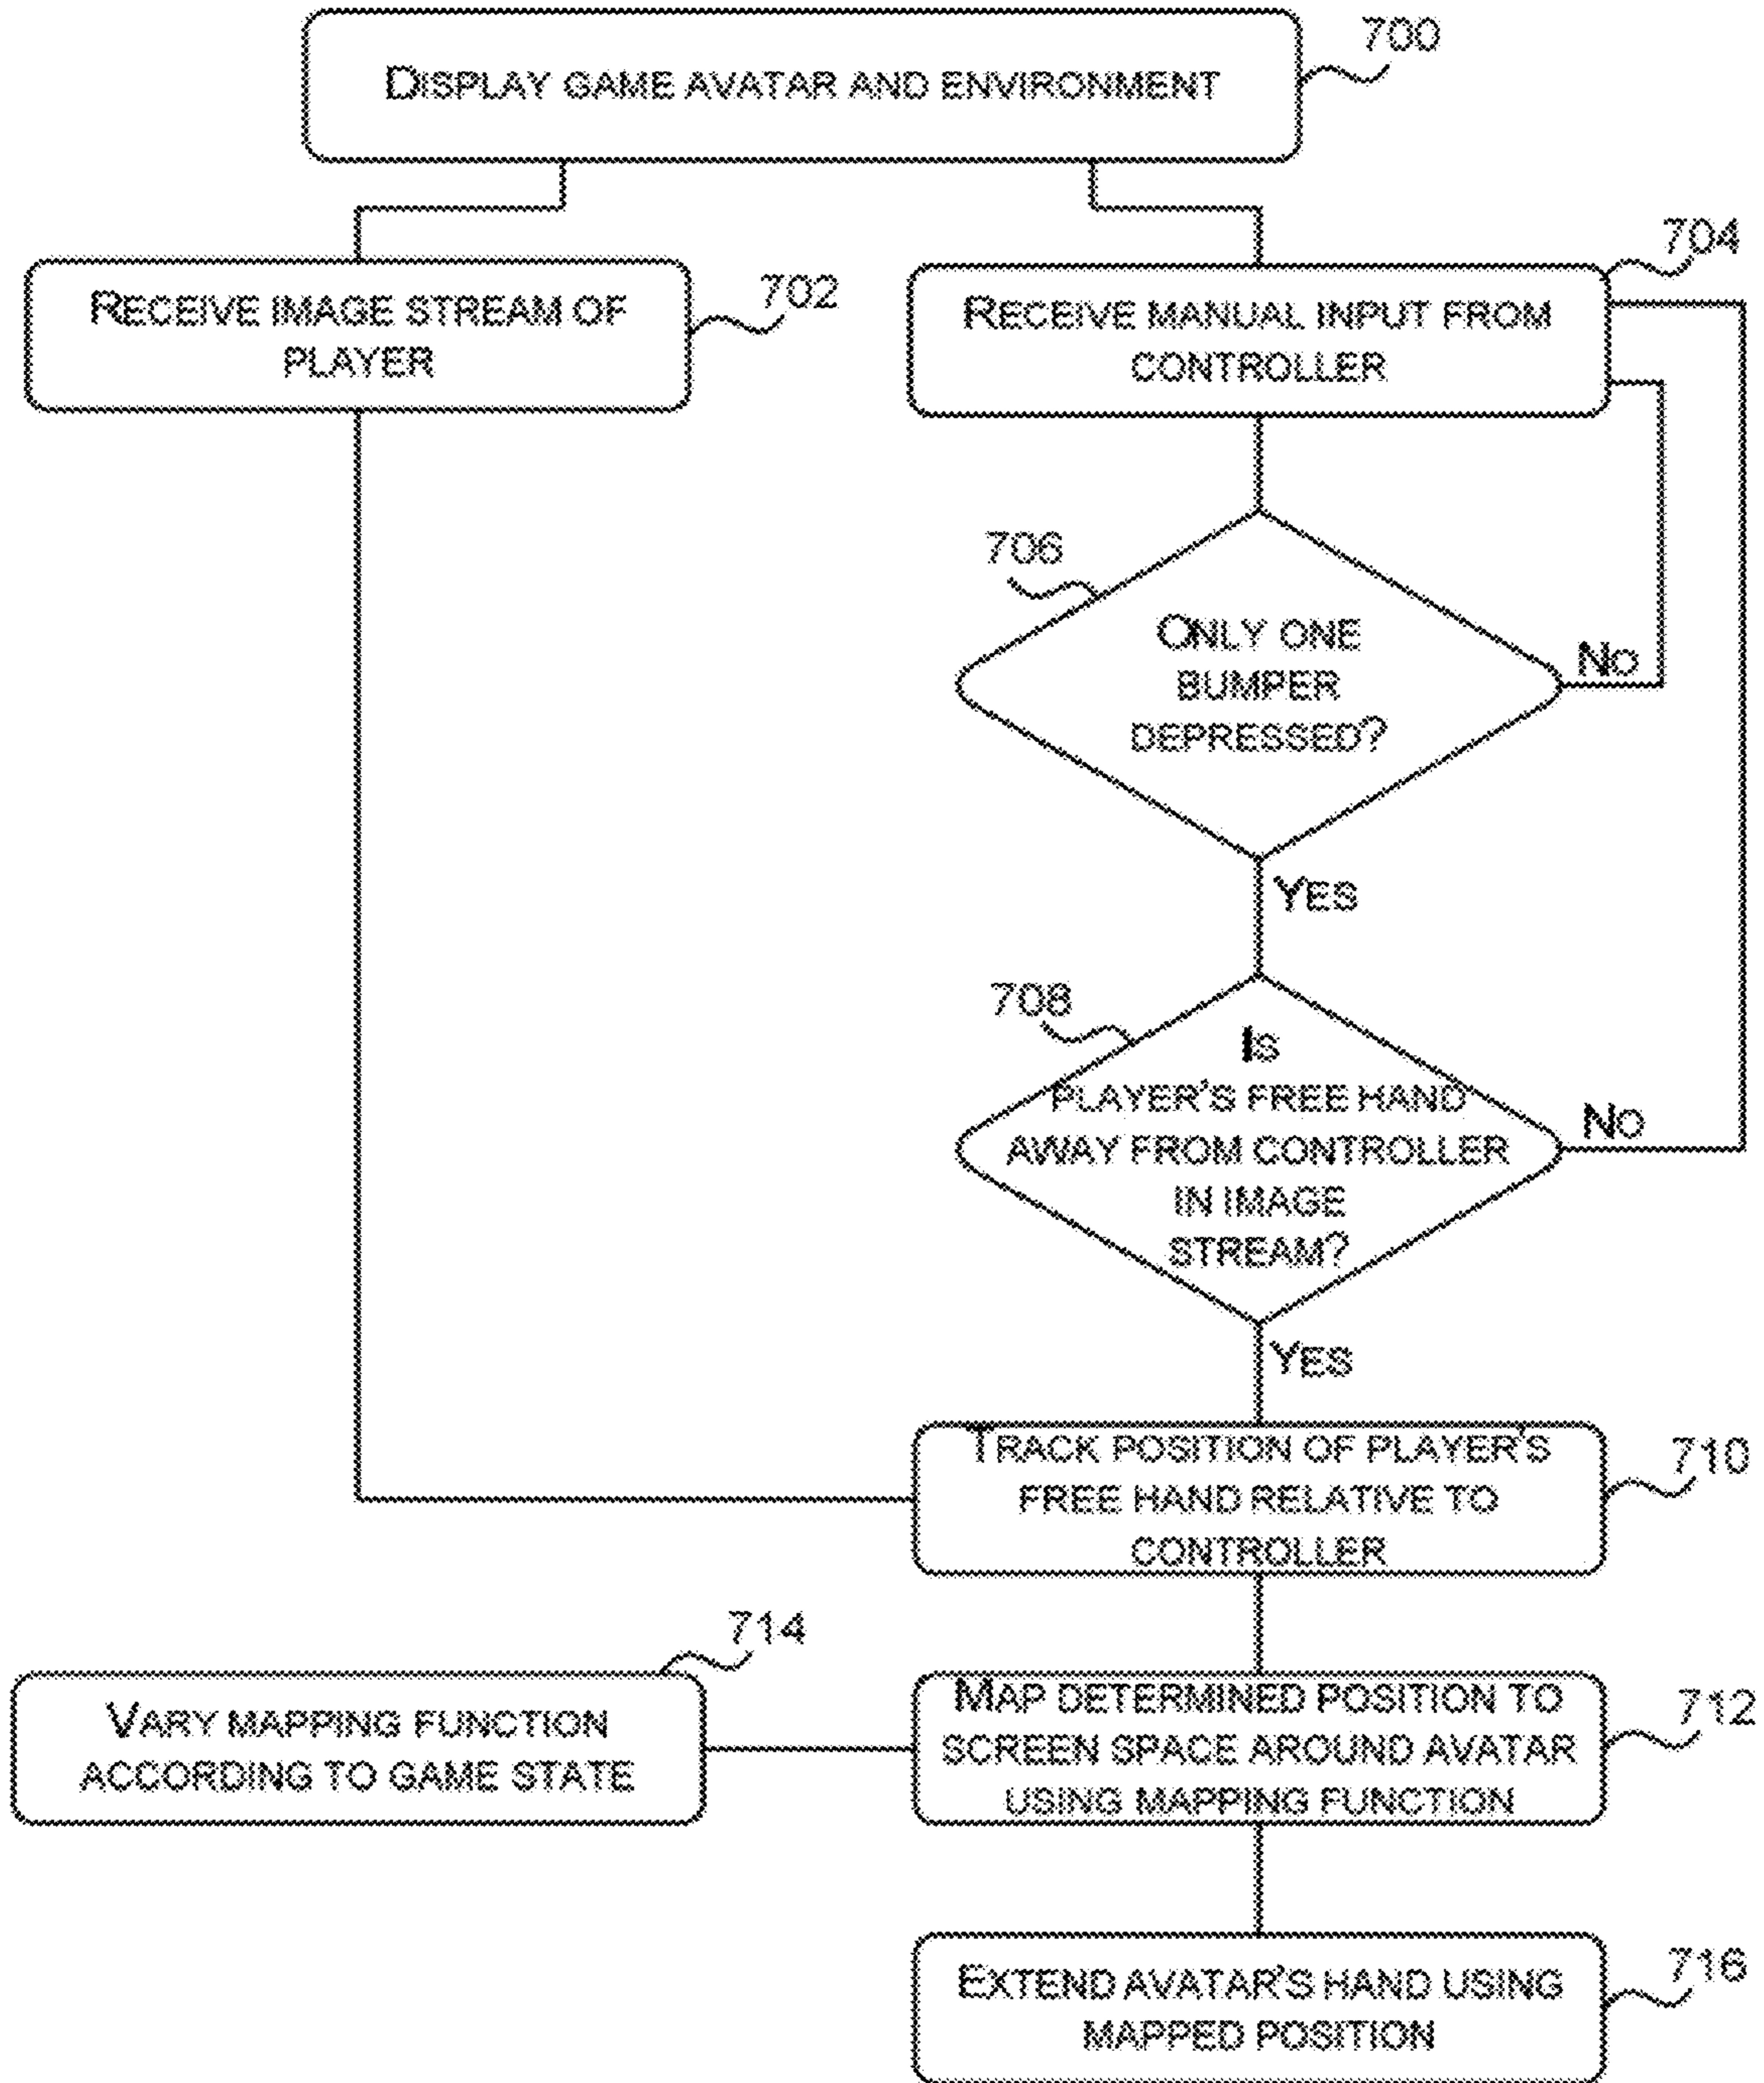 DISPLAY GAME AVATAR AND ENVIRONMENT
700
RECEIVE IMAGE STREAM OF
PLAYER
702
RECEIVE MANUAL INPUT FROM
CONTROLLER
704
706
ONLY ONE
BUMPER
DEPRESSED?
NO
YES
708
IS
PLAYER'S FREE HAND
AWAY FROM CONTROLLER
IN IMAGE
STREAM?
NO
YES
TRACK POSITION OF PLAYER'S
FREE HAND RELATIVE TO
CONTROLLER
710
714
VARY MAPPING FUNCTION
ACCORDING TO GAME STATE
MAP DETERMINED POSITION TO
SCREEN SPACE AROUND AVATAR
USING MAPPING FUNCTION
712
EXTEND AVATAR'S HAND USING
MAPPED POSITION
716